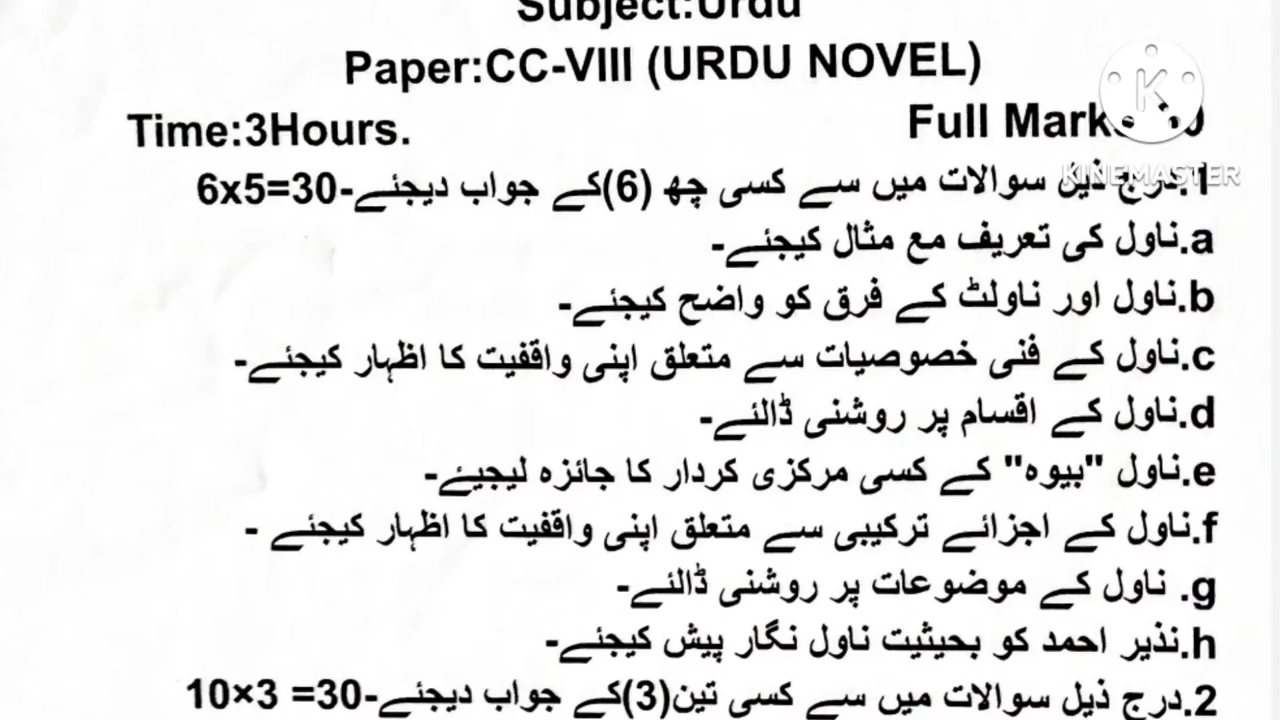 Subject:Urdu
Paper:CC-VIII (URDU NOVEL)
Time:3Hours.
Full Marks
K
KINEMASTER
1.درج ذیل سوالات میں سے کسی چھ (6)کے جواب دیجئے-6x5=30
a.ناول کی تعریف مع مثال کیجئے-
b.ناول اور ناولٹ کے فرق کو واضح کیجئے-
c.ناول کے فنی خصوصیات سے متعلق اپنی واقفیت کا اظہار کیجئے-
d.ناول کے اقسام پر روشنی ڈالئے-
e.ناول "بیوہ" کے کسی مرکزی کردار کا جائزہ لیجیئے-
f.ناول کے اجزائے ترکیبی سے متعلق اپنی واقفیت کا اظہار کیجئے -
g. ناول کے موضوعات پر روشنی ڈالئے-
h.نذیر احمد کو بحیثیت ناول نگار پیش کیجئے-
2.درج ذیل سوالات میں سے کسی تین(3)کے جواب دیجئے-30= 3×10